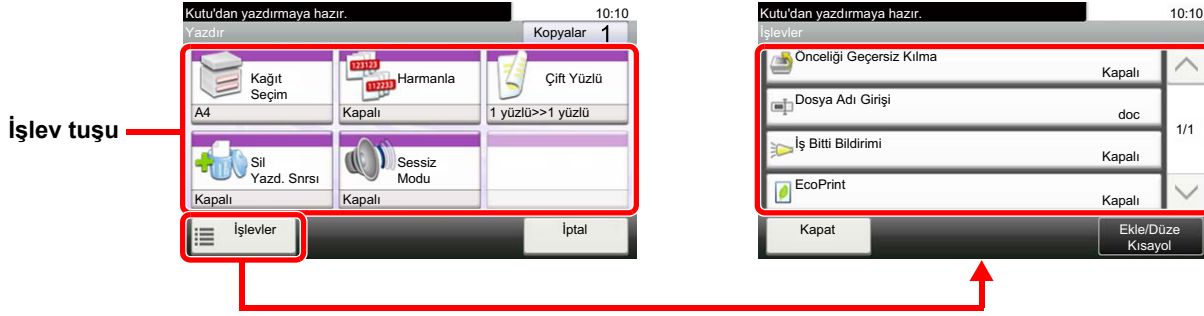 Kutu'dan yazdırmaya hazır.
10:10
Yazdır
Kopyalar 1
Kağıt
Seçim
A4
123123
112233
Harmanla
Kapalı
Çift Yüzlü
1 yüzlü>>1 yüzlü
İşlev tuşu
Sil
Yazd. Snrsı
Kapalı
Sessiz
Modu
Kapalı
İşlevler
İptal
Kutu'dan yazdırmaya hazır.
10:10
İşlevler
Önceliği Geçersiz Kılma
Kapalı
Dosya Adı Girişi
doc
1/1
İş Bitti Bildirimi
Kapalı
EcoPrint
Kapalı
Kapat
Ekle/Düze
Kısayol